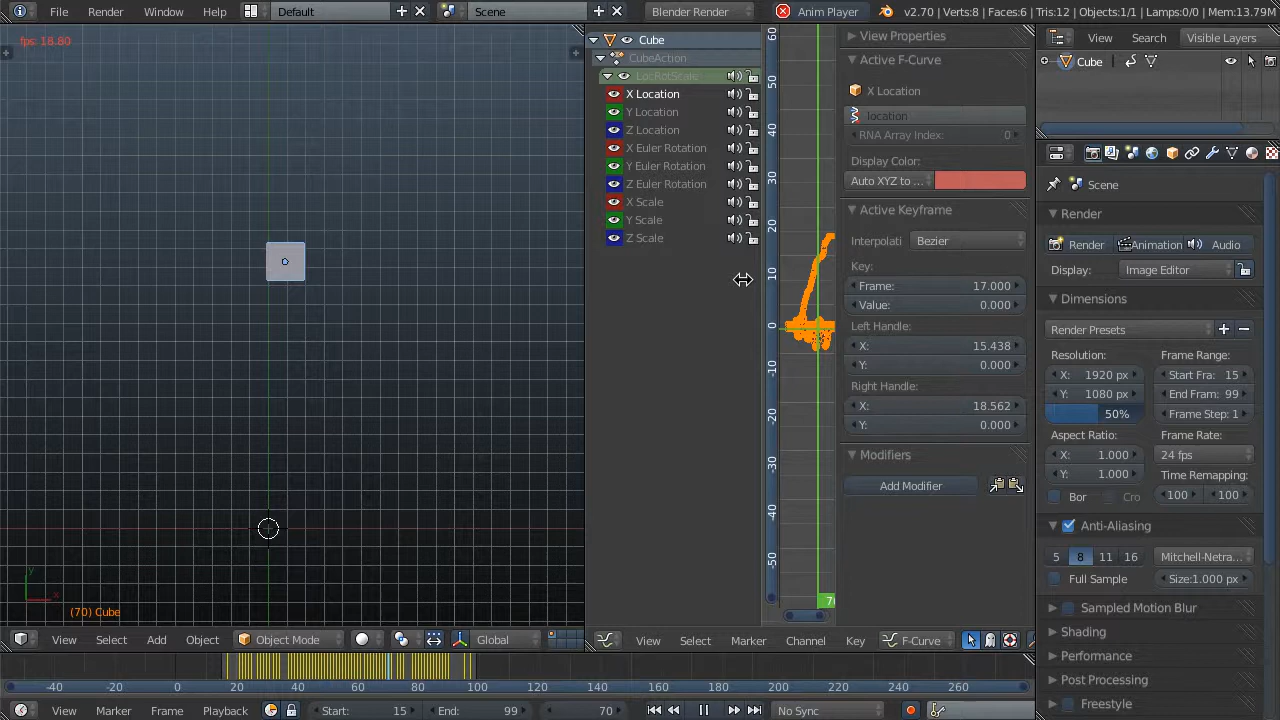 File Render Window Help Default Scene Blender Render Anim Player v2.70 | Verts:8 | Faces:6 | Tris:12 | Objects:1/1 | Lamps:0/0 | Mem:13.79M
fps: 18.80
Cube
CubeAction
LocRotScale
X Location
Y Location
Z Location
X Euler Rotation
Y Euler Rotation
Z Euler Rotation
X Scale
Y Scale
Z Scale
60
50
40
30
20
10
0
-10
-20
-30
-40
-50
View Properties
Active F-Curve
X Location
location
RNA Array Index: 0
Display Color:
Auto XYZ to ...
Active Keyframe
Interpolati Bezier
Key:
Frame: 17.000
Value: 0.000
Left Handle:
X: 15.438
Y: 0.000
Right Handle:
X: 18.562
Y: 0.000
Modifiers
Add Modifier
View Search Visible Layers
Cube
Scene
Render
Render Animation Audio
Display: Image Editor
Dimensions
Render Presets
Resolution: Frame Range:
X: 1920 px Start Fra: 15
Y: 1080 px End Fram: 99
50% Frame Step: 1
Aspect Ratio: Frame Rate:
X: 1.000 24 fps
Y: 1.000 Time Remapping:
Bor Cro 100 100
Anti-Aliasing
5 8 11 16 Mitchell-Netra...
Full Sample Size:1.000 px
Sampled Motion Blur
Shading
Performance
Post Processing
Freestyle
y
x
(70) Cube
View Select Add Object Object Mode Global
View Select Marker Channel Key F-Curve
-40 -20 0 20 40 60 80 100 120 140 160 180 200 220 240 260
View Marker Frame Playback Start: 15 End: 99 70 No Sync